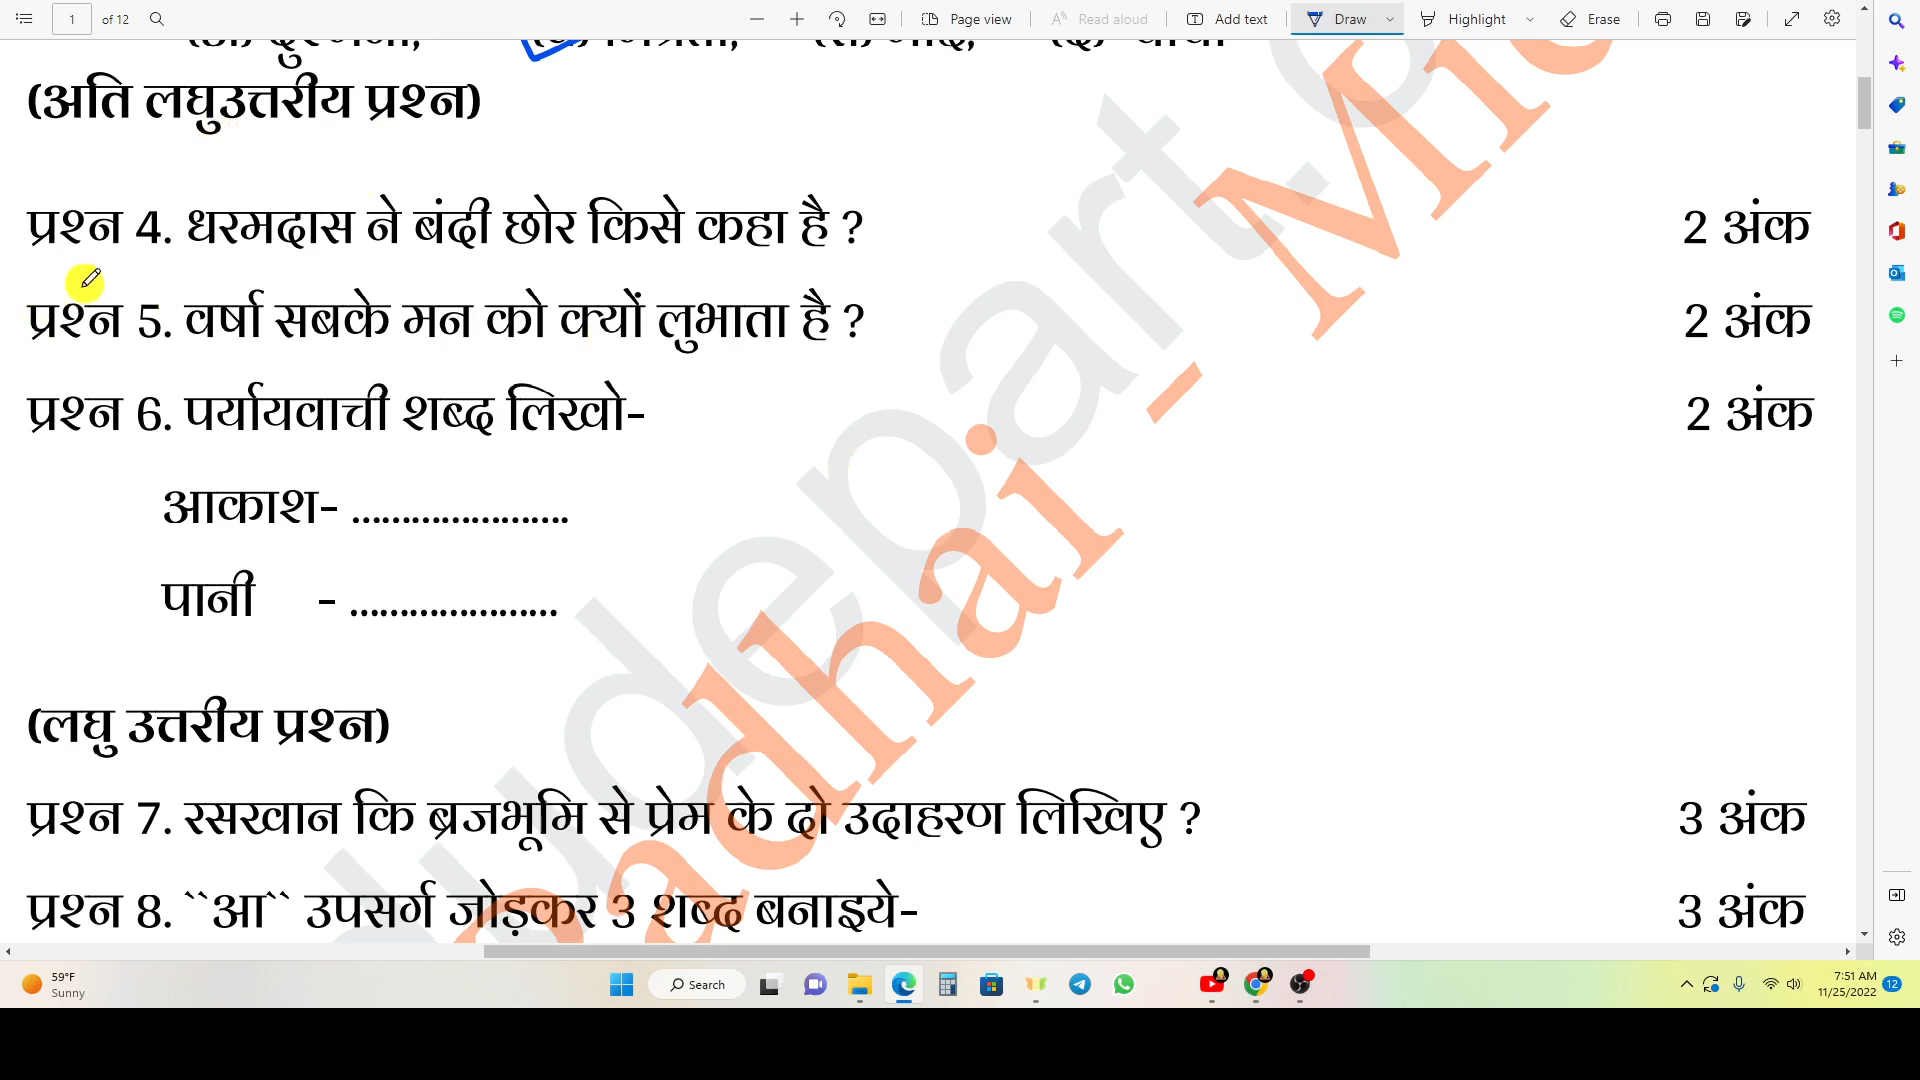 1 of 12 Page view Read aloud Add text Draw Highlight Erase
(अति लघुउत्तरीय प्रश्न)
प्रश्न 4. धरमदास ने बंदी छोर किसे कहा है ? 2 अंक
प्रश्न 5. वर्षा सबके मन को क्यों लुभाता है ? 2 अंक
प्रश्न 6. पर्यायवाची शब्द लिखो- 2 अंक
आकाश- ......................
पानी - .....................
(लघु उत्तरीय प्रश्न)
प्रश्न 7. रसखान कि ब्रजभूमि से प्रेम के दो उदाहरण लिखिए ? 3 अंक
प्रश्न 8. ``आ`` उपसर्ग जोड़कर 3 शब्द बनाइये- 3 अंक
59°F
Sunny
Search
7:51 AM
11/25/2022
12